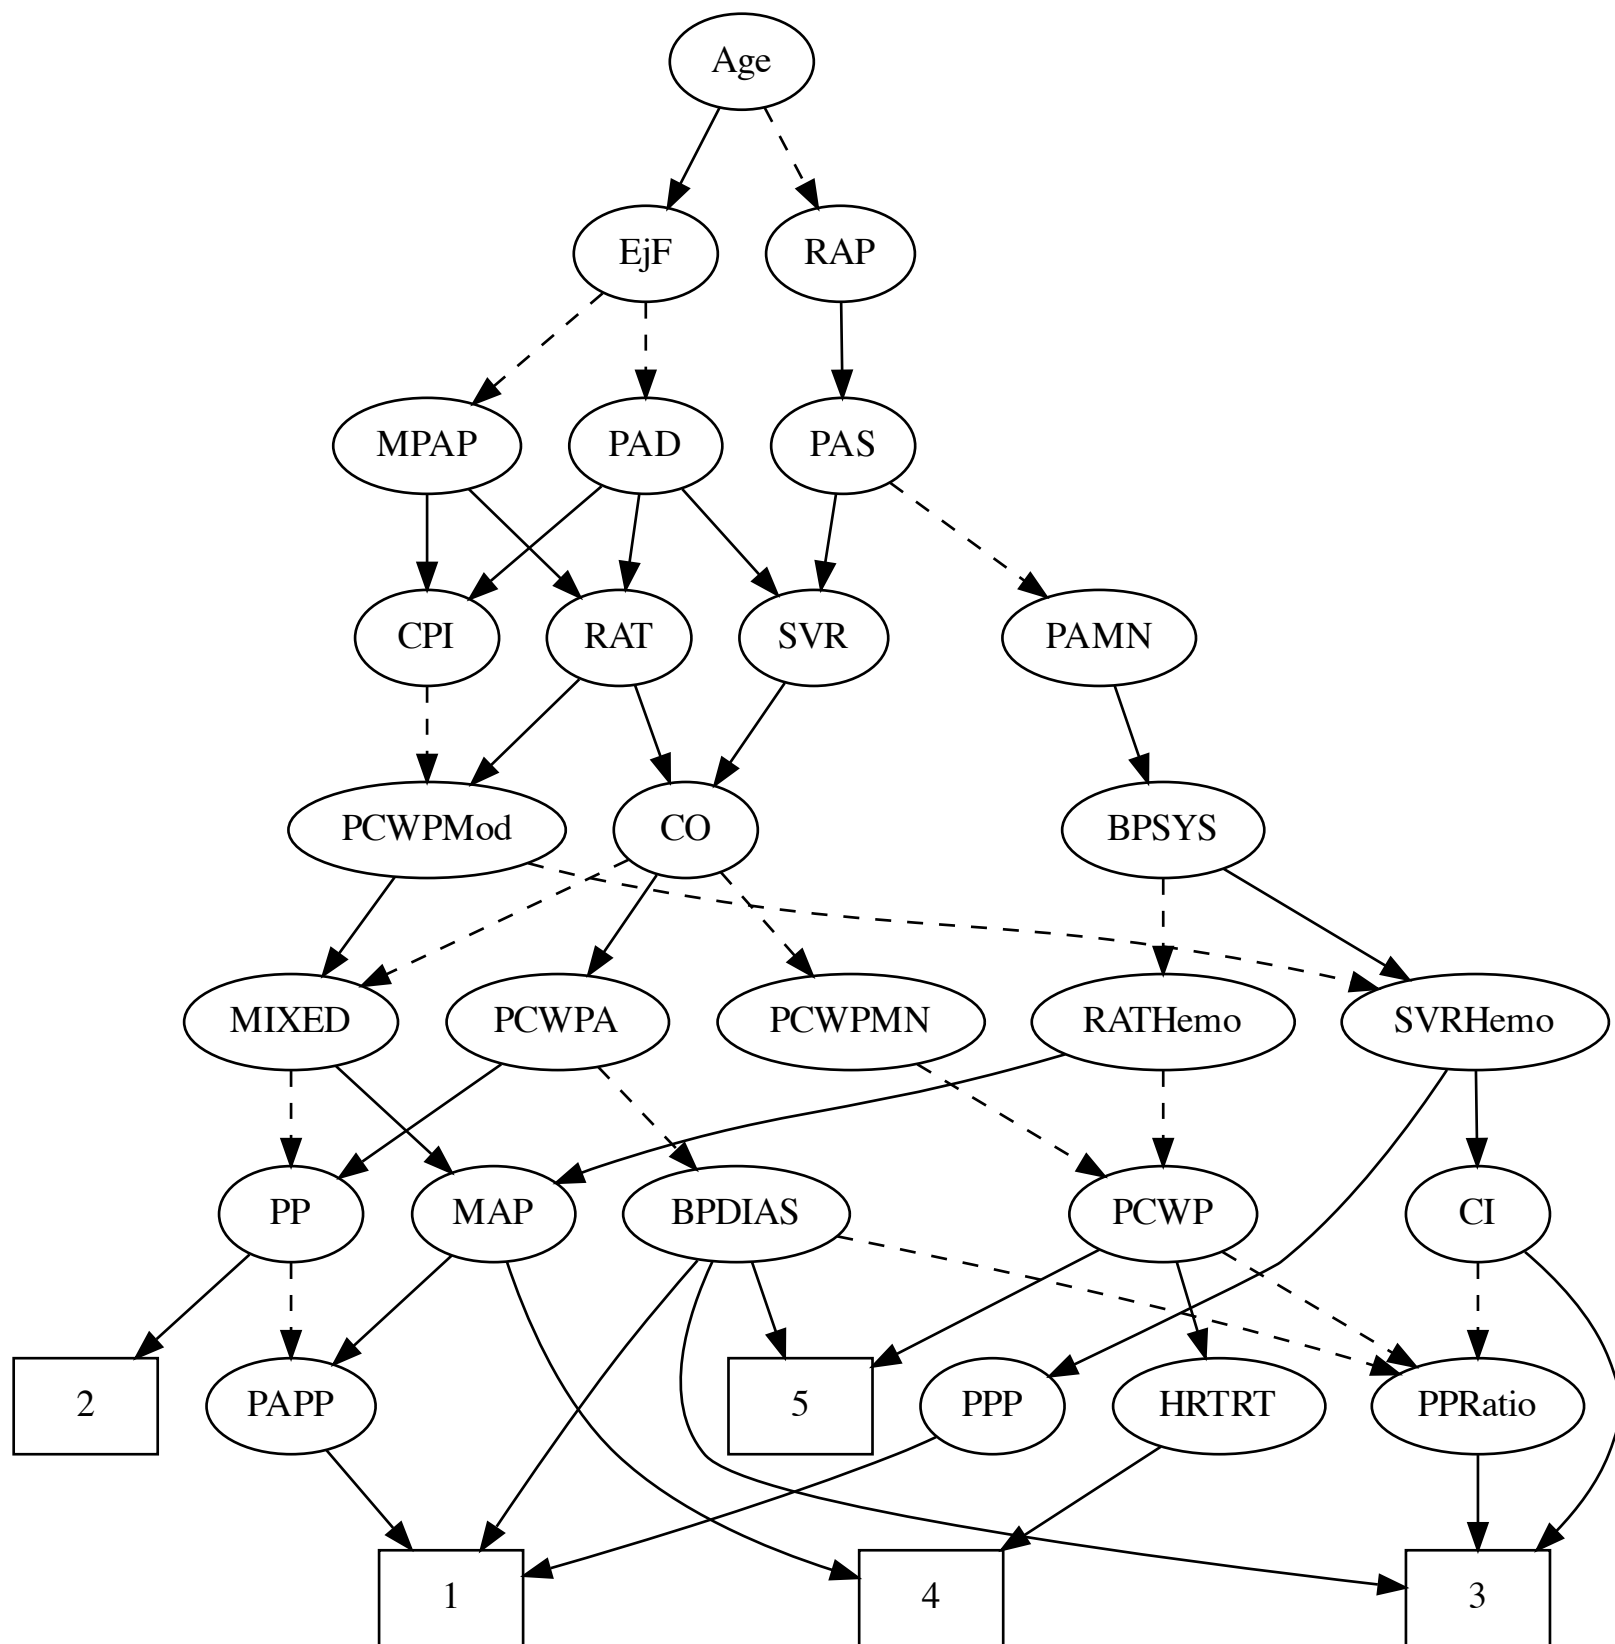 Age
EjF RAP
MPAP PAD PAS
CPI RAT SVR PAMN
PCWPMod CO BPSYS
MIXED PCWPA PCWPMN RATHemo SVRHemo
PP MAP BPDIAS PCWP CI
2 PAPP 5 PPP HRTRT PPRatio
1 4 3